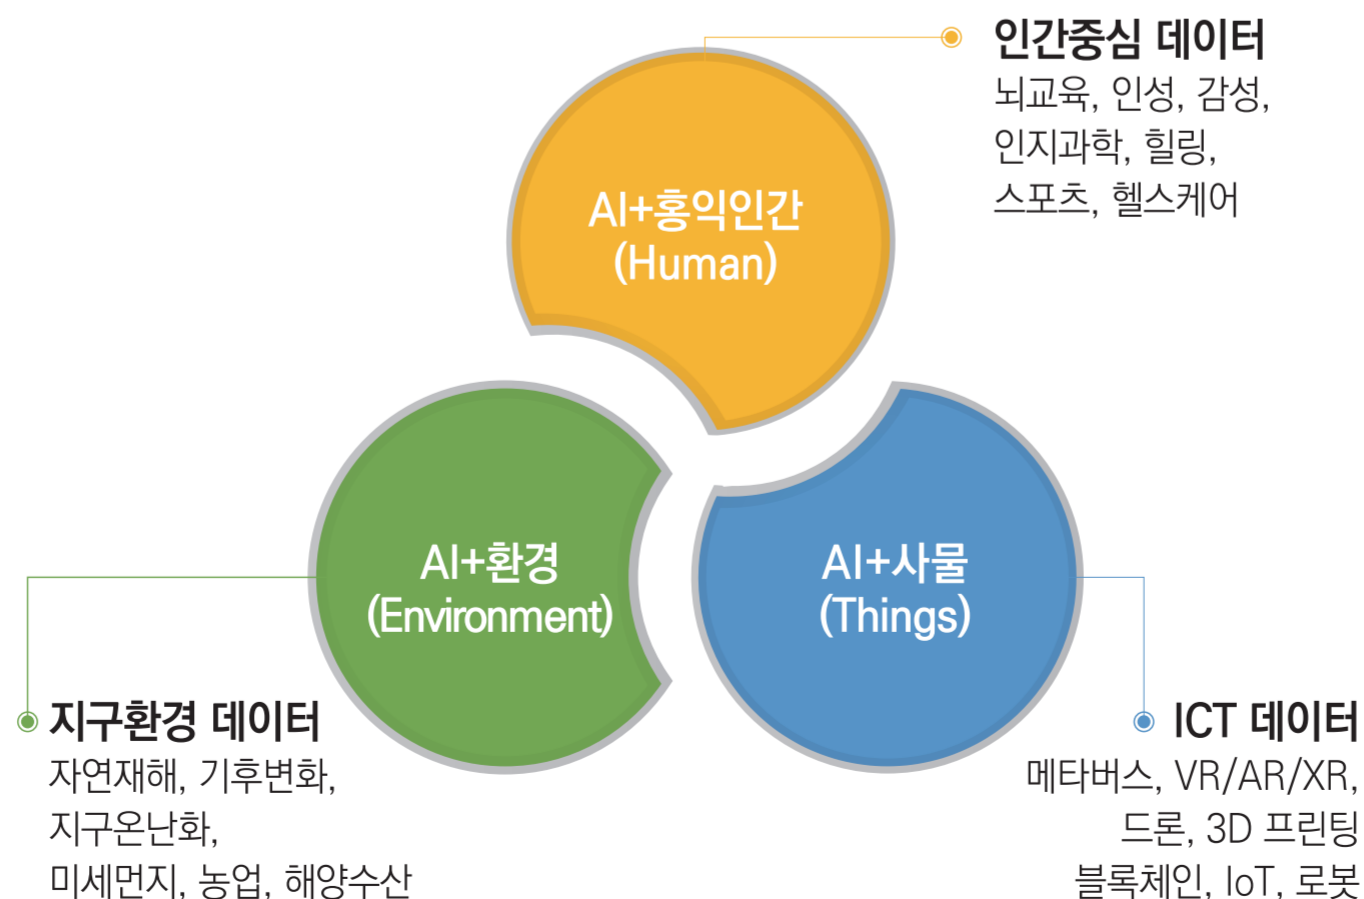 인간중심 데이터
뇌교육, 인성, 감성,
인지과학, 힐링,
스포츠, 헬스케어
AI+홍익인간
(Human)
AI+환경
(Environment)
AI+사물
(Things)
지구환경 데이터
자연재해, 기후변화,
지구온난화,
미세먼지, 농업, 해양수산
ICT 데이터
메타버스, VR/AR/XR,
드론, 3D 프린팅
블록체인, IoT, 로봇